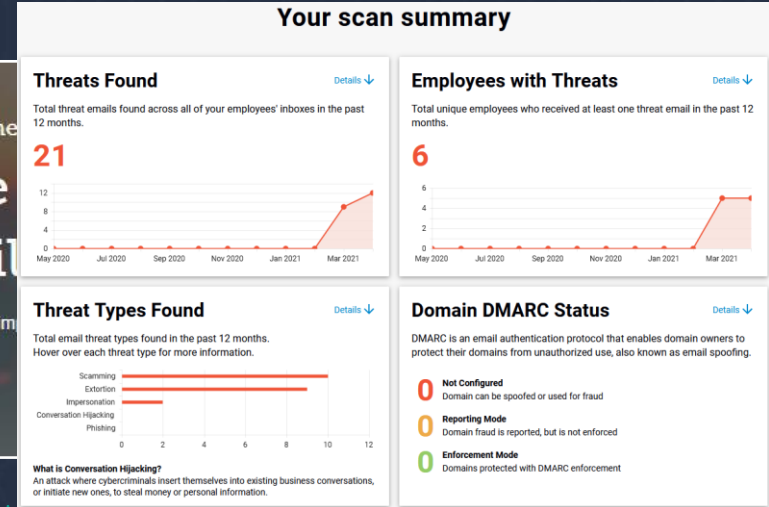 Your scan summary
Threats Found
Details
Total threat emails found across all of your employees' inboxes in the past
12 months.
21
12
8
4
0
May 2020 Jul 2020 Sep 2020 Nov 2020 Jan 2021 Mar 2021
Employees with Threats
Details
Total unique employees who received at least one threat email in the past 12
months.
6
6
4
2
0
May 2020 Jul 2020 Sep 2020 Nov 2020 Jan 2021 Mar 2021
Threat Types Found
Details
Total email threat types found in the past 12 months.
Hover over each threat type for more information.
Scamming
Extortion
Impersonation
Conversation Hijacking
Phishing
0 2 4 6 8 10 12
What is Conversation Hijacking?
An attack where cybercriminals insert themselves into existing business conversations,
or initiate new ones, to steal money or personal information.
Domain DMARC Status
Details
DMARC is an email authentication protocol that enables domain owners to
protect their domains from unauthorized use, also known as email spoofing.
0 Not Configured
Domain can be spoofed or used for fraud
0 Reporting Mode
Domain fraud is reported, but is not enforced
0 Enforcement Mode
Domains protected with DMARC enforcement